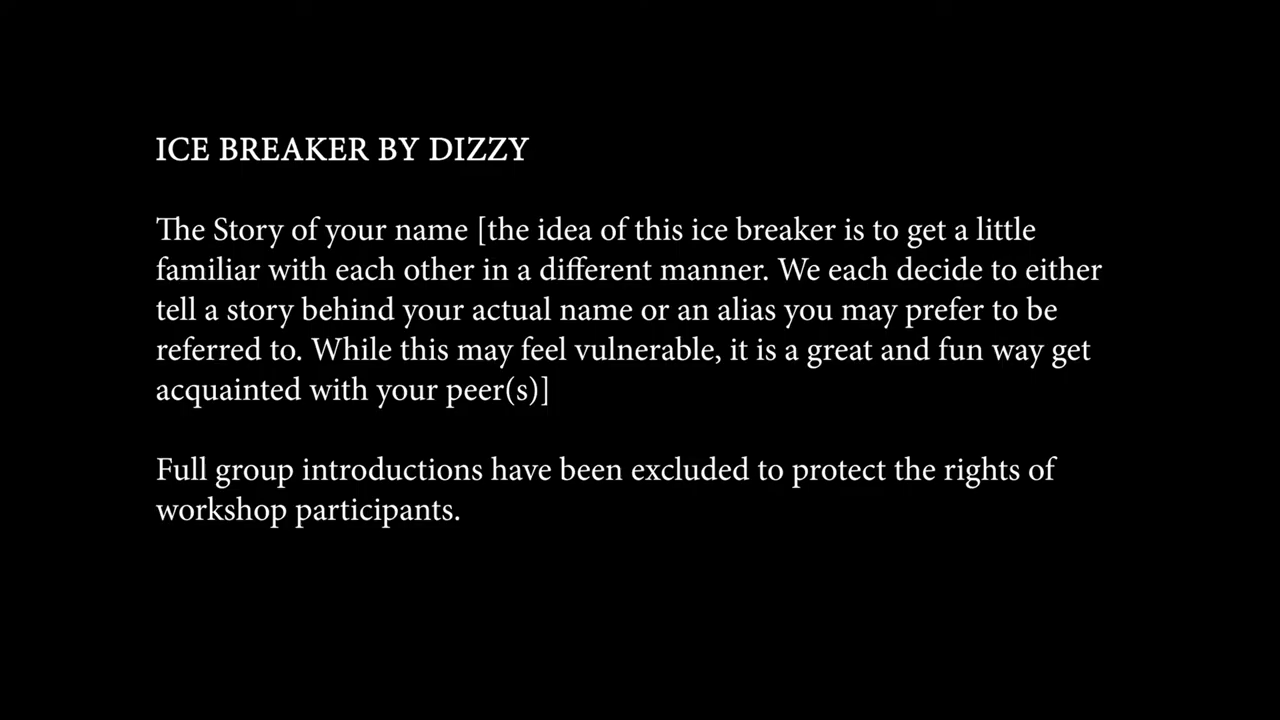 ICE BREAKER BY DIZZY
The Story of your name [the idea of this ice breaker is to get a little
familiar with each other in a different manner. We each decide to either
tell a story behind your actual name or an alias you may prefer to be
referred to. While this may feel vulnerable, it is a great and fun way get
acquainted with your peer(s)]
Full group introductions have been excluded to protect the rights of
workshop participants.